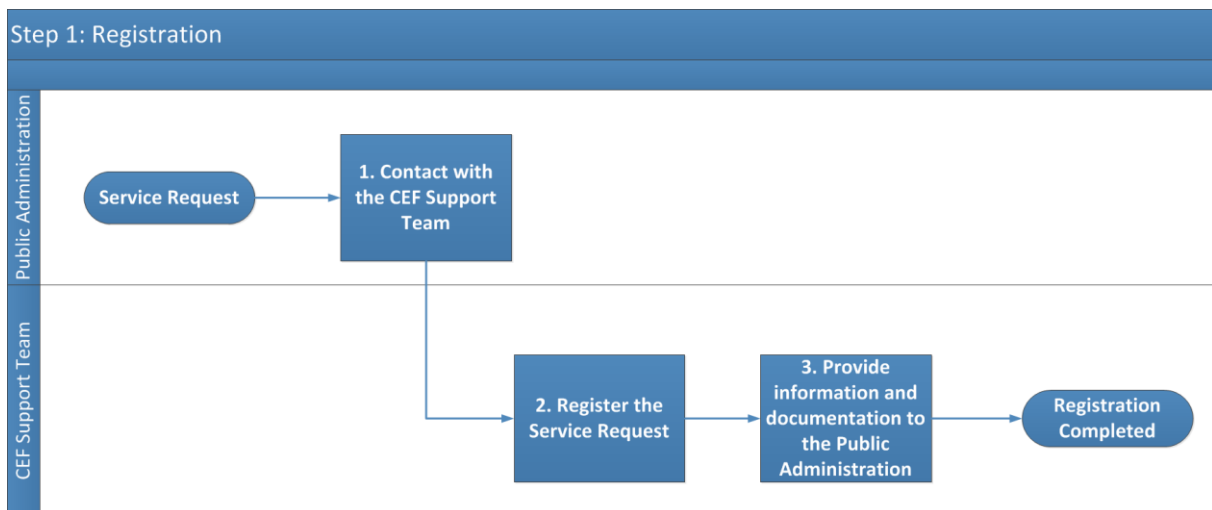 Step 1: Registration
Public Administration
Service Request
1. Contact with
the CEF Support
Team
CEF Support Team
2. Register the
Service Request
3. Provide
information and
documentation to
the Public
Administration
Registration
Completed